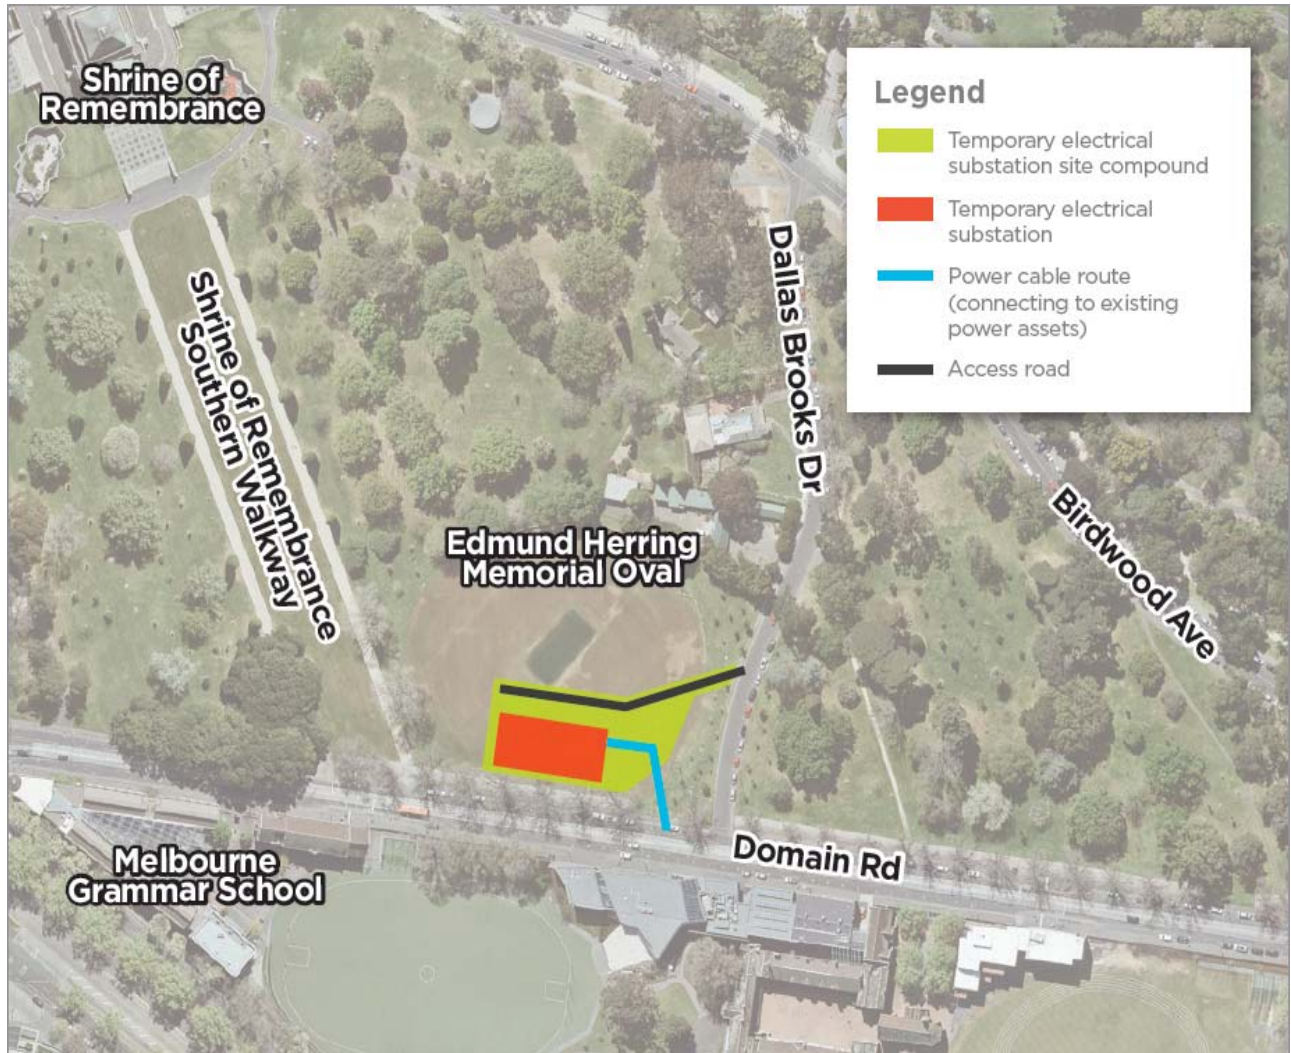 Shrine of
Remembrance
Legend
Temporary electrical
substation site compound
Temporary electrical
substation
Power cable route
(connecting to existing
power assets)
Access road
Dallas Brooks Dr
Shrine of Remembrance
Southern Walkway
Birdwood Ave
Edmund Herring
Memorial Oval
Domain Rd
Melbourne
Grammar School